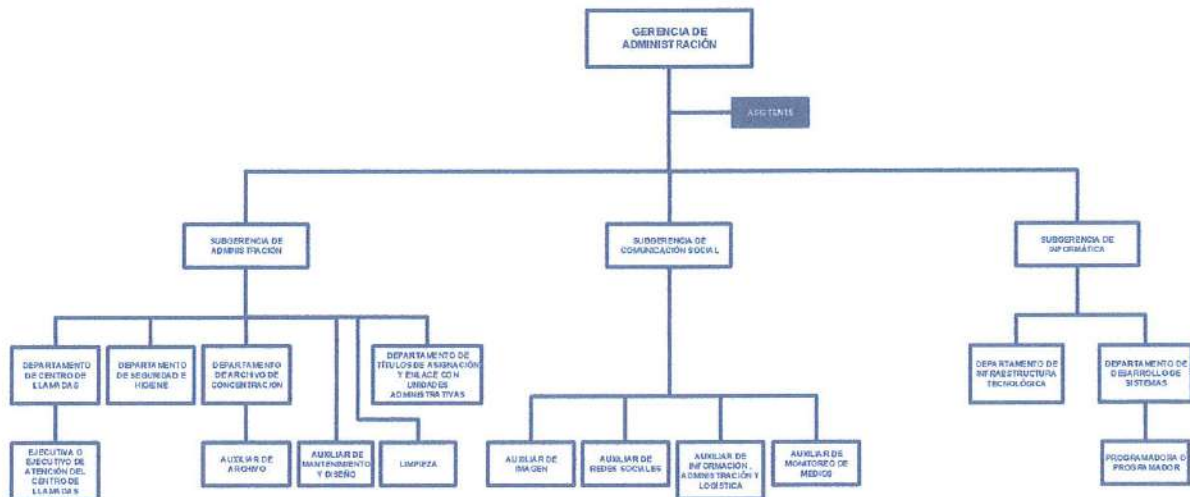 GERENCIA DE
ADMINISTRACIÓN
ASISTENTE
SUBGERENCIA DE
ADMINISTRACIÓN
SUBGERENCIA DE
COMUNICACIÓN SOCIAL
SUBGERENCIA DE
INFORMÁTICA
DEPARTAMENTO
DE CENTRO DE
LLAMADAS
DEPARTAMENTO
DE SEGURIDAD E
HIGIENE
DEPARTAMENTO
DE ARCHIVO DE
CONCENTRACIÓN
DEPARTAMENTO DE
TÍTULOS DE ASIGNACIÓN
Y ENLACE CON
UNIDADES
ADMINISTRATIVAS
DEPARTAMENTO DE
INFRAESTRUCTURA
TECNOLÓGICA
DEPARTAMENTO DE
DESARROLLO DE
SISTEMAS
EJECUTIVA O
EJECUTIVO DE
ATENCIÓN DEL
CENTRO DE
LLAMADAS
AUXILIAR DE
ARCHIVO
AUXILIAR DE
MANTENIMIENTO
Y DISEÑO
LIMPIEZA
AUXILIAR DE
IMAGEN
AUXILIAR DE
REDES SOCIALES
AUXILIAR DE
INFORMACIÓN,
ADMINISTRACIÓN Y
LOGÍSTICA
AUXILIAR DE
MONITOREO DE
MEDIOS
PROGRAMADORA O
PROGRAMADOR